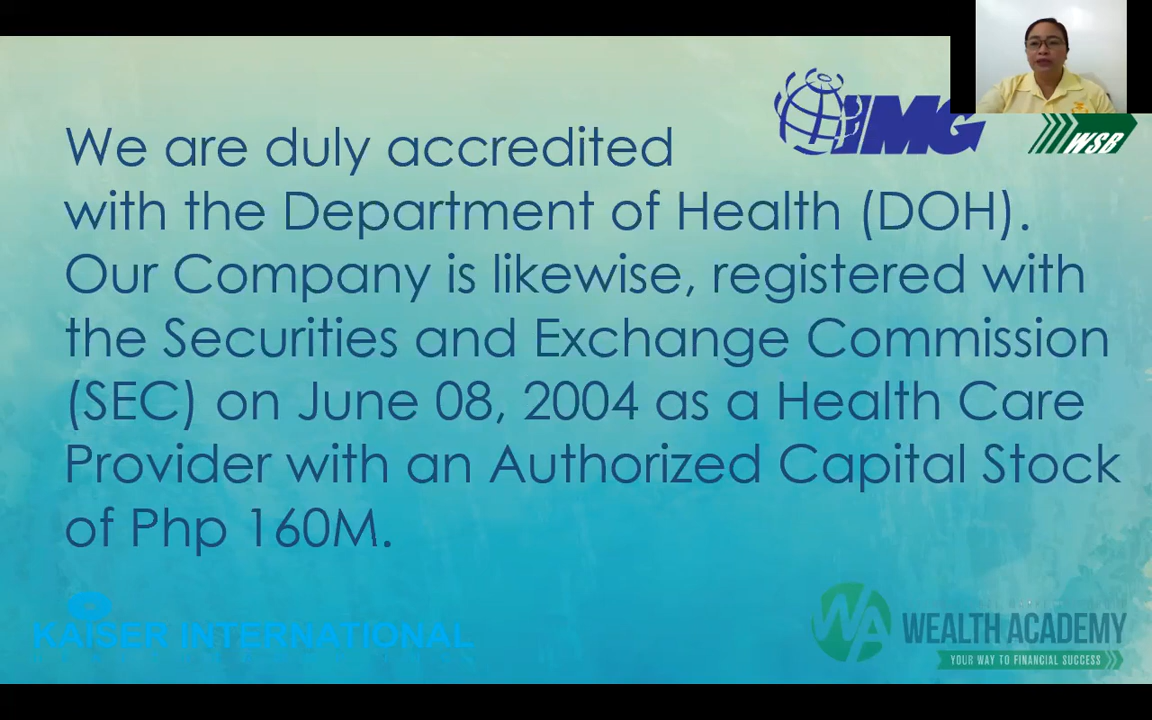 IMG
WSB
We are duly accredited
with the Department of Health (DOH).
Our Company is likewise, registered with
the Securities and Exchange Commission
(SEC) on June 08, 2004 as a Health Care
Provider with an Authorized Capital Stock
of Php 160M.
KAISER INTERNATIONAL
WA WEALTH ACADEMY
YOUR WAY TO FINANCIAL SUCCESS